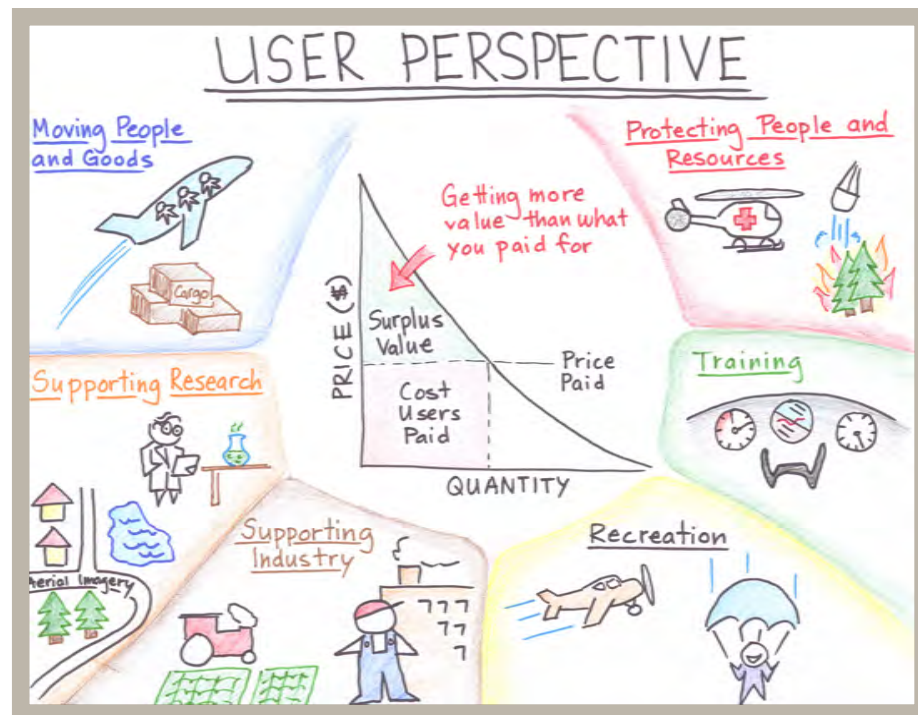 USER PERSPECTIVE
Moving People
and Goods
Cargo
Protecting People and
Resources
Getting more
value than what
you paid for
PRICE ($)
Surplus
Value
Price
Paid
Cost
Users
Paid
QUANTITY
Supporting Research
Aerial Imagery
Training
Supporting
Industry
Recreation